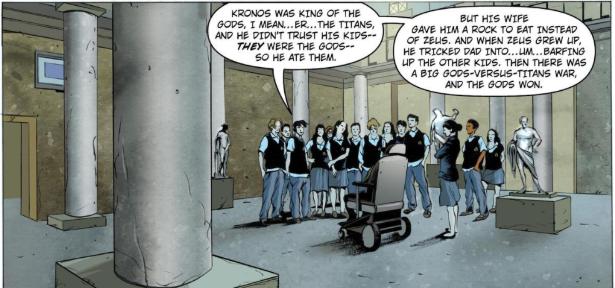 KRONOS WAS KING OF THE
GODS, I MEAN...ER...THE TITANS,
AND HE DIDN'T TRUST HIS KIDS--
THEY WERE THE GODS--
SO HE ATE THEM.
BUT HIS WIFE
GAVE HIM A ROCK TO EAT INSTEAD
OF ZEUS. AND WHEN ZEUS GREW UP,
HE TRICKED DAD INTO...UM...BARFING
UP THE OTHER KIDS. THEN THERE WAS
A BIG GODS-VERSUS-TITANS WAR,
AND THE GODS WON.